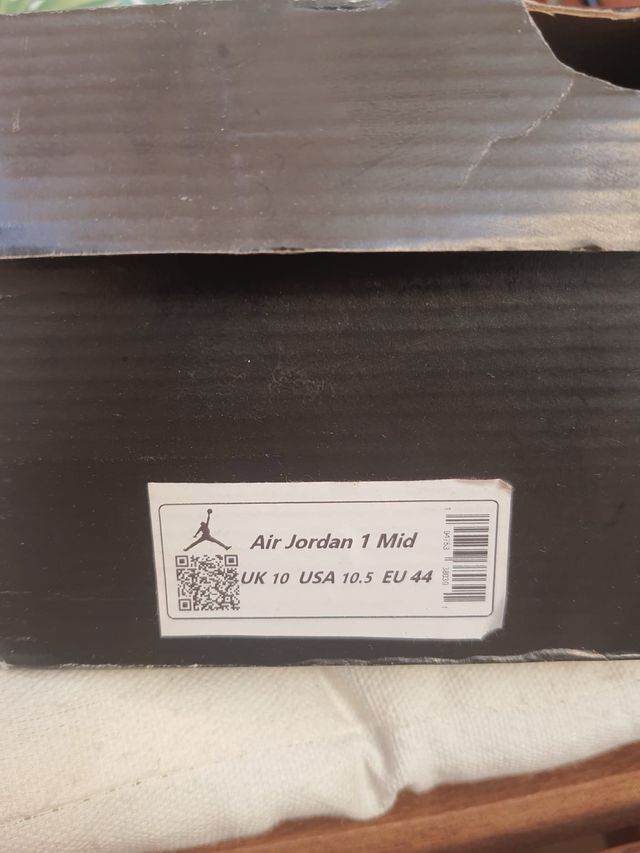 Air Jordan 1 Mid
UK 10 USA 10.5 EU 44